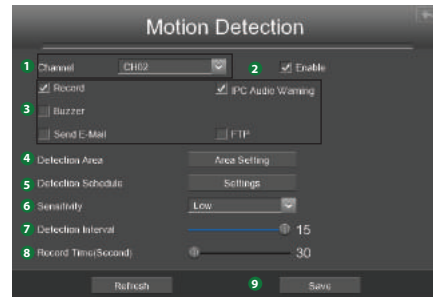 Motion Detection
1 Channel CH02 2 Enable
Record IPC Audio Warning
3 Buzzer
Send E-Mail FTP
4 Detection Area Area Setting
5 Detection Schedule Settings
6 Sensitivity Low
7 Detection Interval 15
8 Record Time(Second) 30
Refresh 9 Save